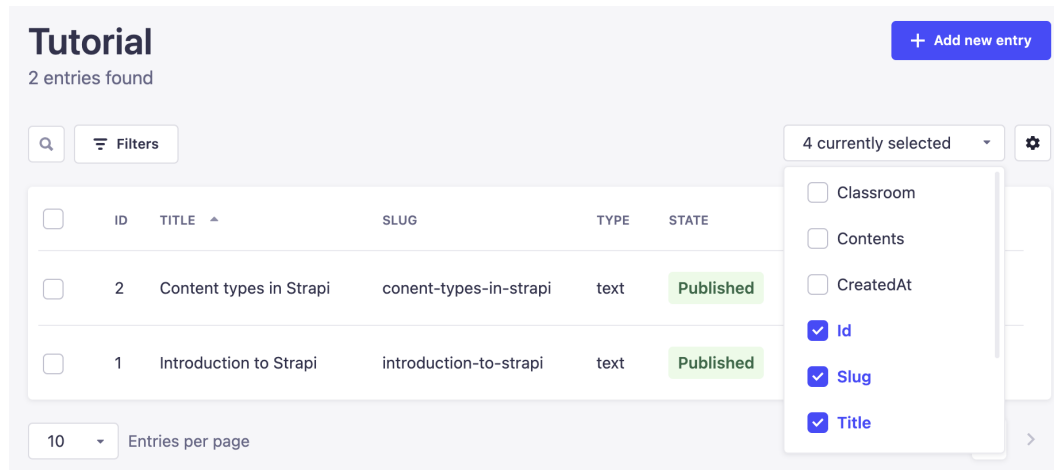 Tutorial
+ Add new entry
2 entries found
Filters
4 currently selected
Classroom
Contents
CreatedAt
Id
Slug
Title
ID TITLE SLUG TYPE STATE
2 Content types in Strapi conent-types-in-strapi text Published
1 Introduction to Strapi introduction-to-strapi text Published
10 Entries per page